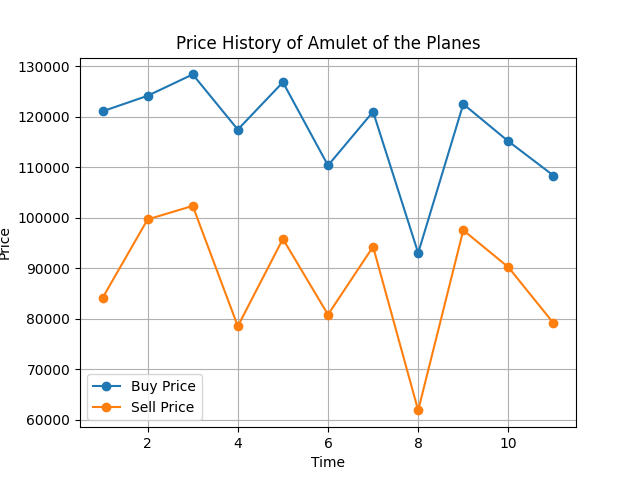 Price History of Amulet of the Planes
130000
120000
110000
100000
90000
80000
70000
60000
Price
Buy Price
Sell Price
2 4 6 8 10
Time